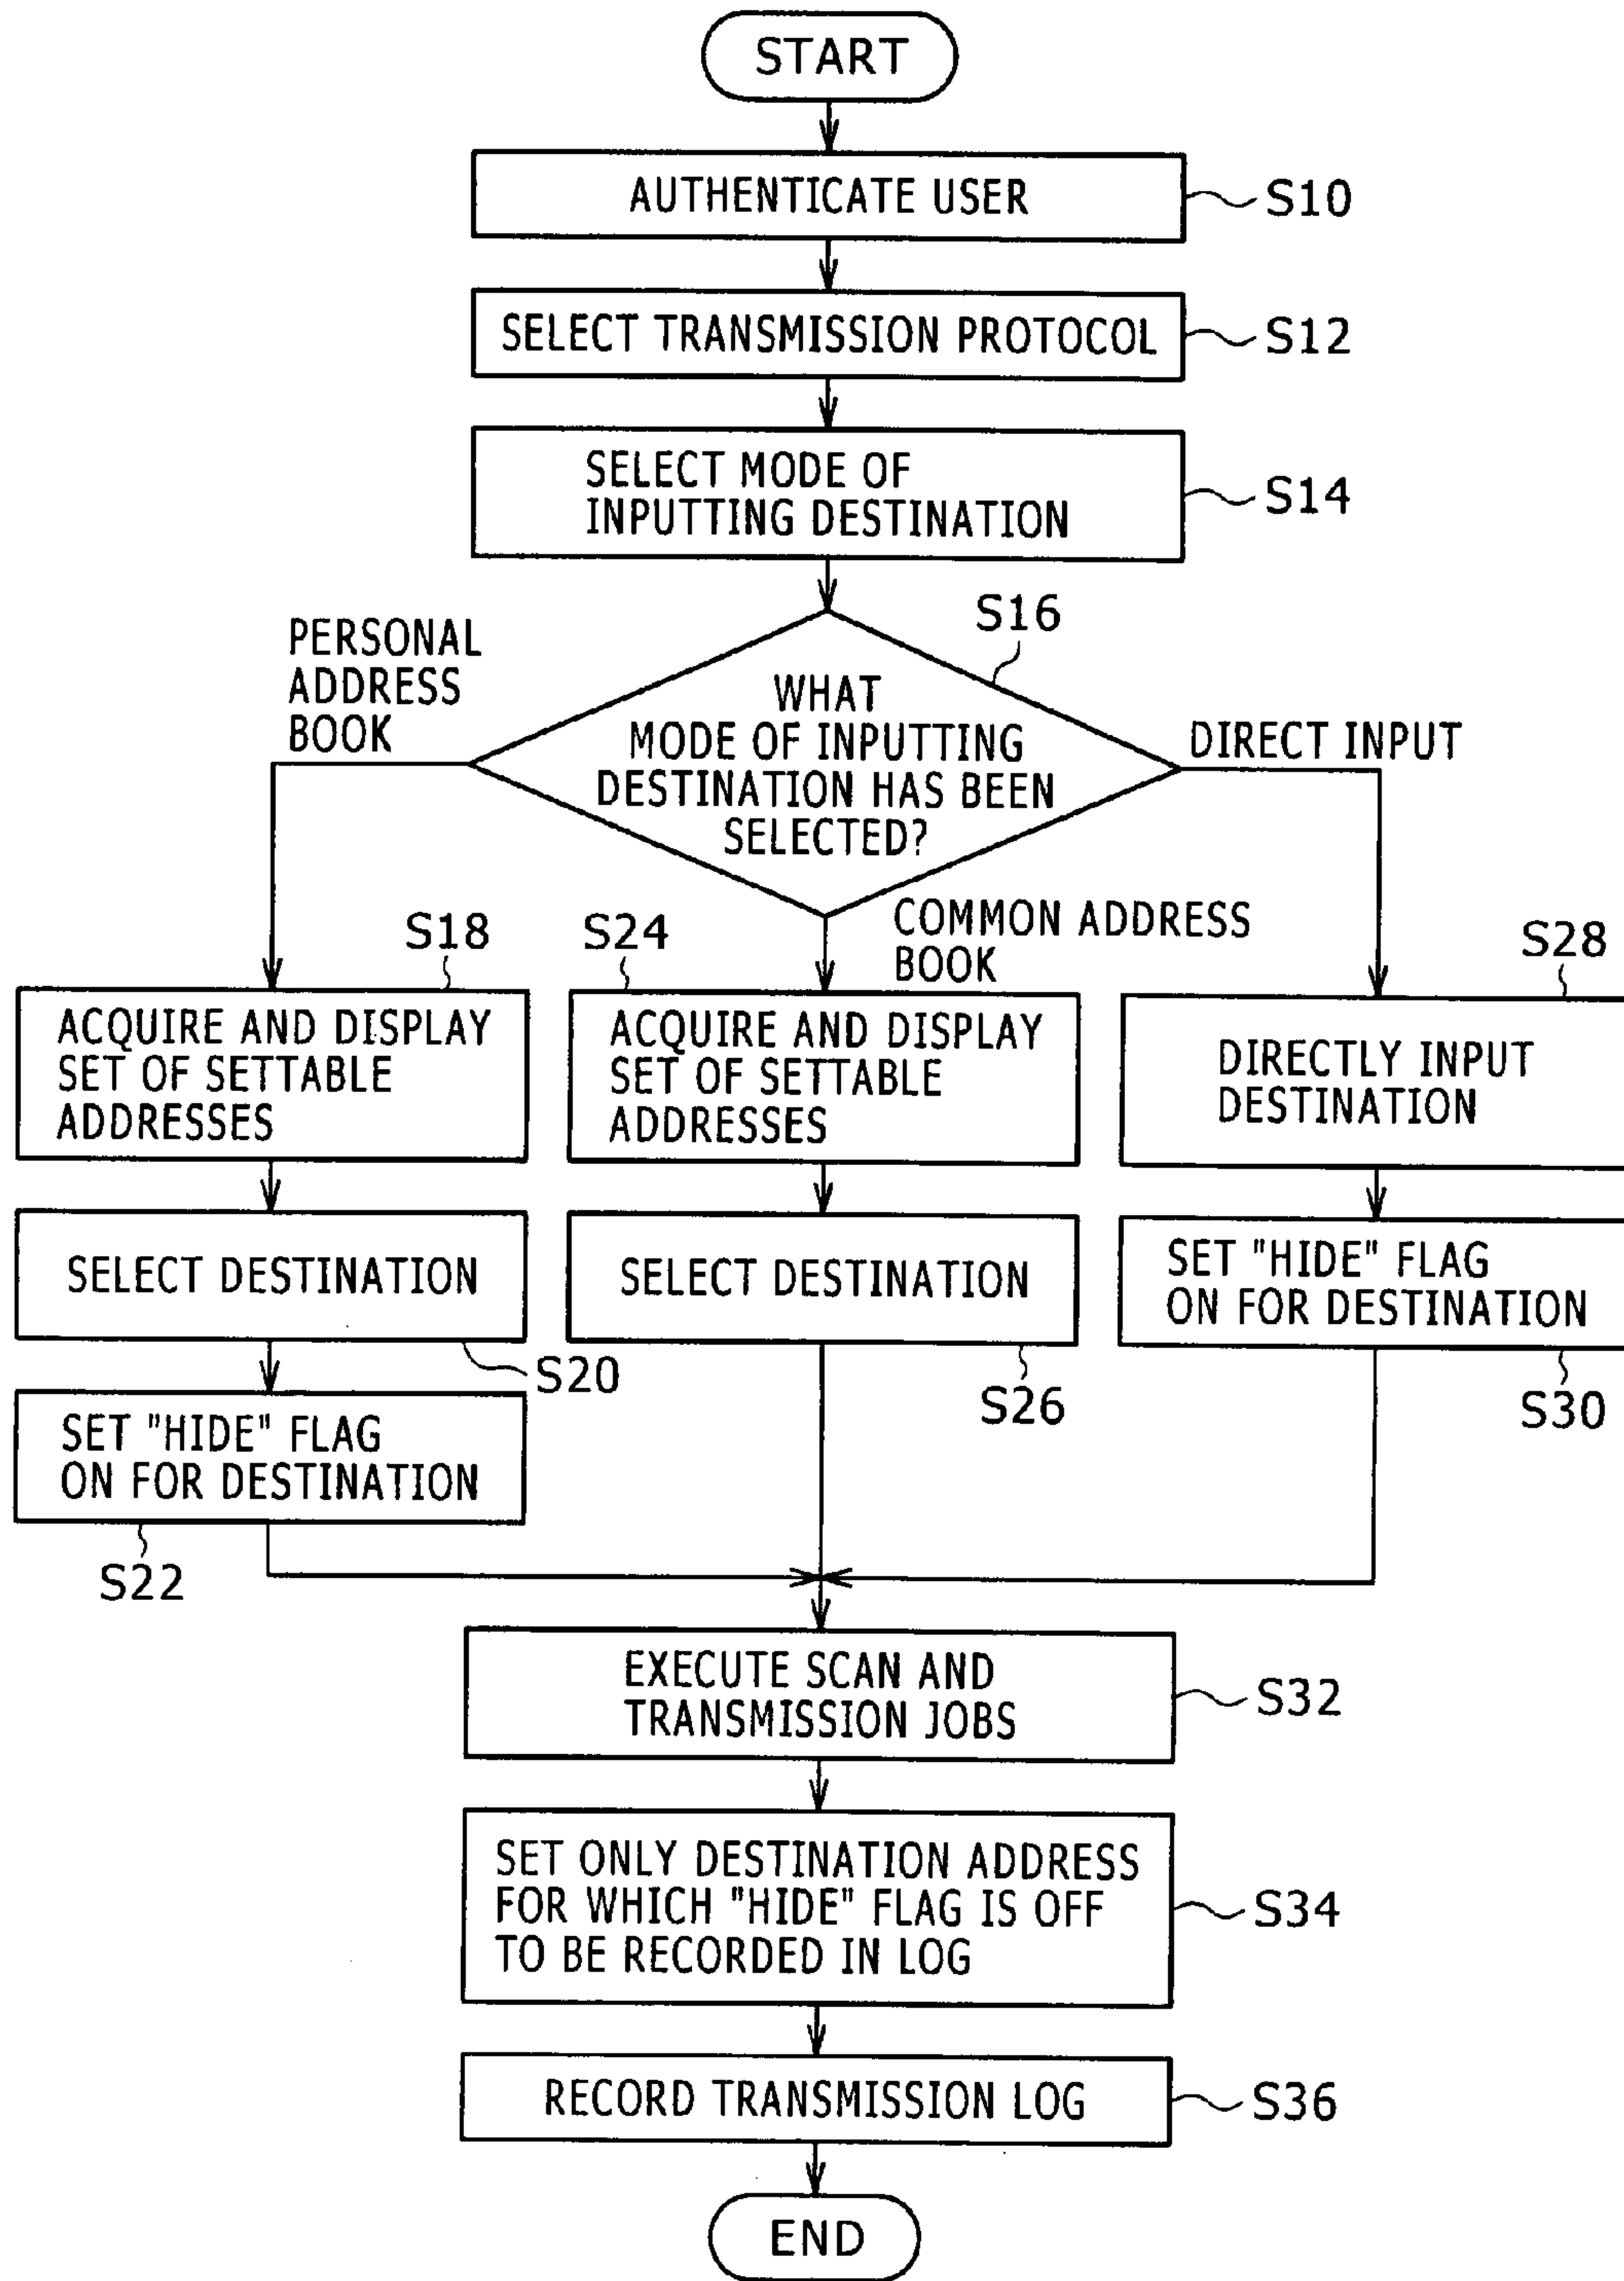 START
AUTHENTICATE USER
S10
SELECT TRANSMISSION PROTOCOL
S12
SELECT MODE OF
INPUTTING DESTINATION
S14
S16
WHAT
MODE OF INPUTTING
DESTINATION HAS BEEN
SELECTED?
PERSONAL
ADDRESS
BOOK
COMMON ADDRESS
BOOK
DIRECT INPUT
S18
ACQUIRE AND DISPLAY
SET OF SETTABLE
ADDRESSES
SELECT DESTINATION
S20
SET "HIDE" FLAG
ON FOR DESTINATION
S22
S24
ACQUIRE AND DISPLAY
SET OF SETTABLE
ADDRESSES
SELECT DESTINATION
S26
S28
DIRECTLY INPUT
DESTINATION
SET "HIDE" FLAG
ON FOR DESTINATION
S30
EXECUTE SCAN AND
TRANSMISSION JOBS
S32
SET ONLY DESTINATION ADDRESS
FOR WHICH "HIDE" FLAG IS OFF
TO BE RECORDED IN LOG
S34
RECORD TRANSMISSION LOG
S36
END